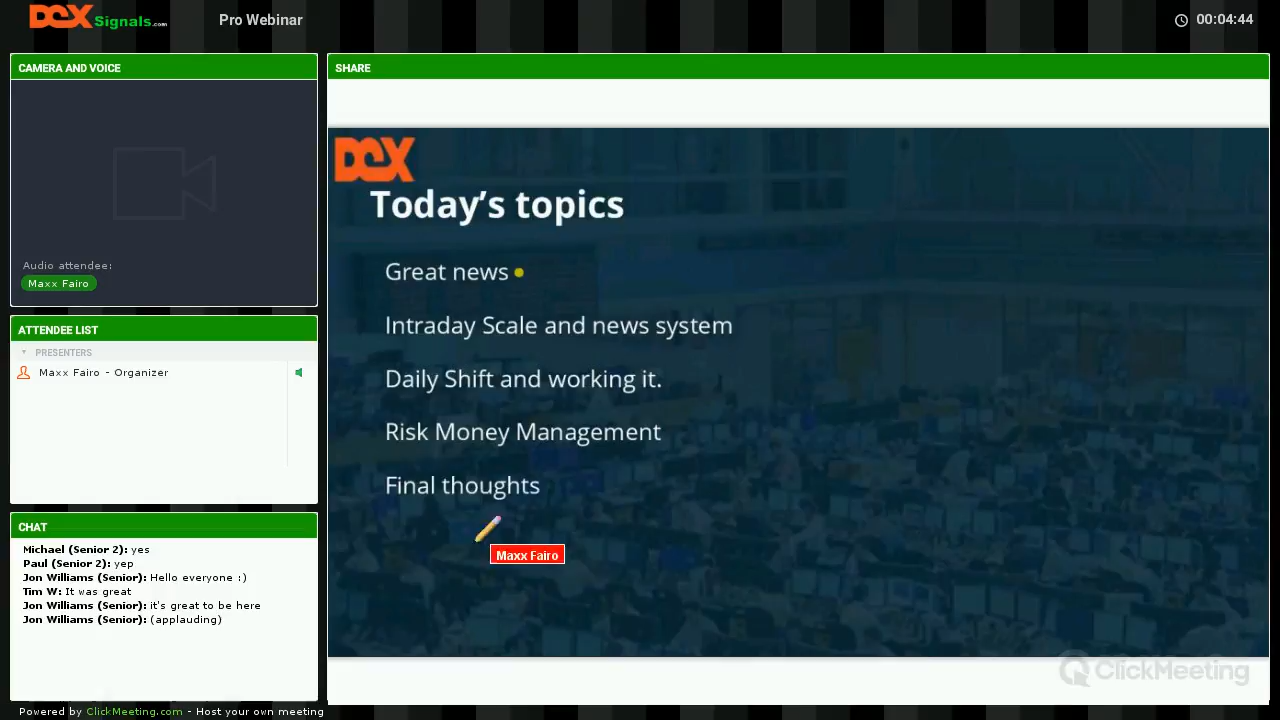 DCX Signals.com
Pro Webinar
00:04:44
CAMERA AND VOICE
Audio attendee:
Maxx Fairo
ATTENDEE LIST
PRESENTERS
Maxx Fairo - Organizer
CHAT
Michael (Senior 2): yes
Paul (Senior 2): yep
Jon Williams (Senior): Hello everyone :)
Tim W: It was great
Jon Williams (Senior): it's great to be here
Jon Williams (Senior): (applauding)
SHARE
DCX
Today's topics
Great news
Intraday Scale and news system
Daily Shift and working it.
Risk Money Management
Final thoughts
Maxx Fairo
ClickMeeting
Powered by ClickMeeting.com - Host your own meeting